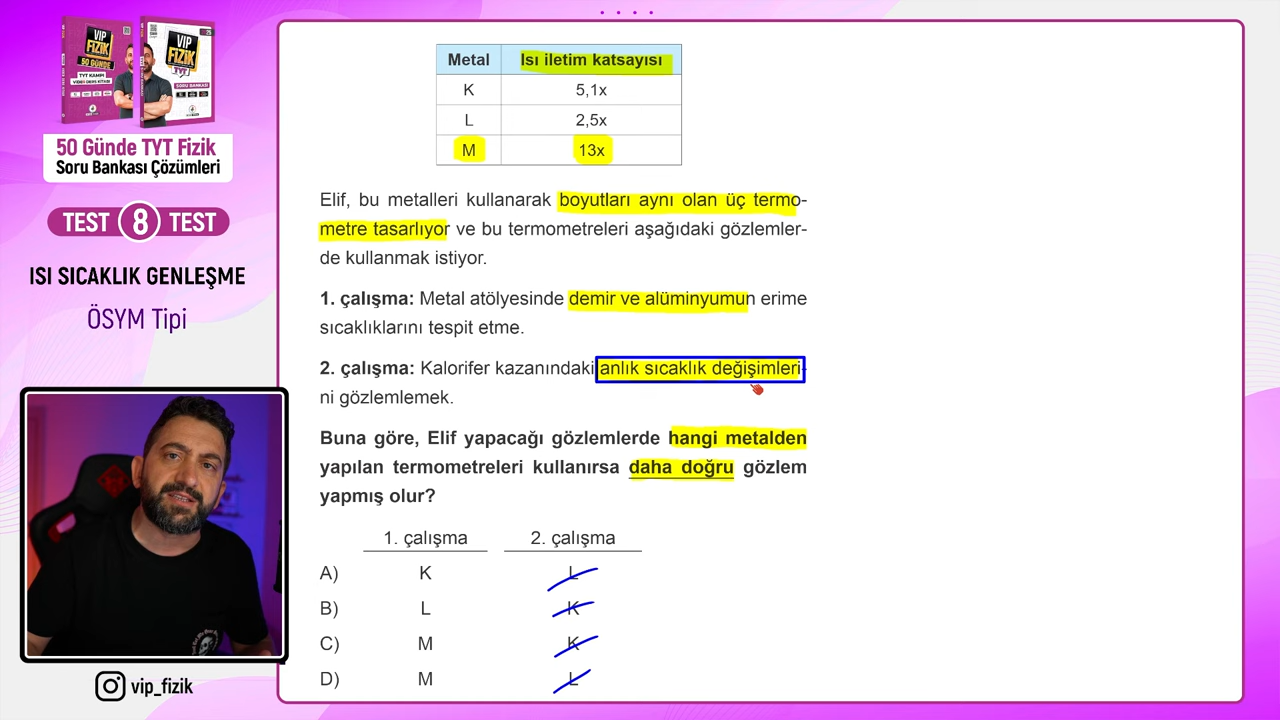 VIP
FİZİK
50 GÜNDE
TYT KAMPI
VIDEO DERS KİTABI
VIP
FİZİK
TYT
SORU BANKASI
50 Günde TYT Fizik
Soru Bankası Çözümleri
TEST 8 TEST
ISI SICAKLIK GENLEŞME
ÖSYM Tipi
vip_fizik
Metal Isı iletim katsayısı
K 5,1x
L 2,5x
M 13x
Elif, bu metalleri kullanarak boyutları aynı olan üç termo-
metre tasarlıyor ve bu termometreleri aşağıdaki gözlemler-
de kullanmak istiyor.
1. çalışma: Metal atölyesinde demir ve alüminyumun erime
sıcaklıklarını tespit etme.
2. çalışma: Kalorifer kazanındaki anlık sıcaklık değişimleri-
ni gözlemlemek.
Buna göre, Elif yapacağı gözlemlerde hangi metalden
yapılan termometreleri kullanırsa daha doğru gözlem
yapmış olur?
1. çalışma 2. çalışma
A) K L
B) L K
C) M K
D) M L